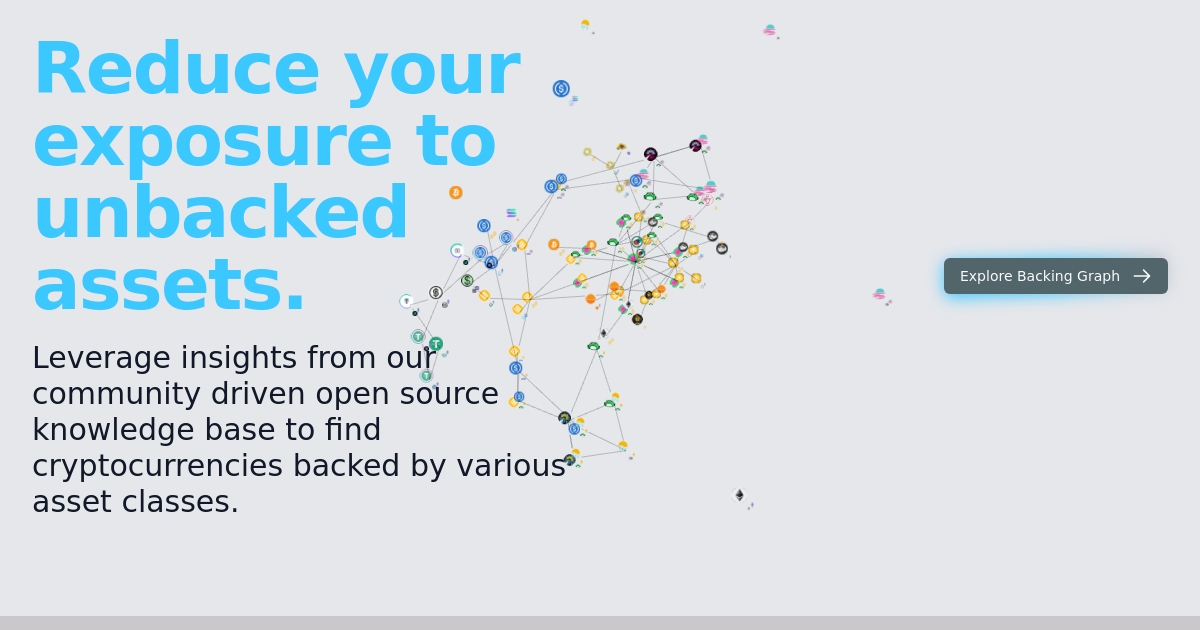 Reduce your
exposure to
unbacked
assets.
Leverage insights from our
community driven open source
knowledge base to find
cryptocurrencies backed by various
asset classes.
Explore Backing Graph